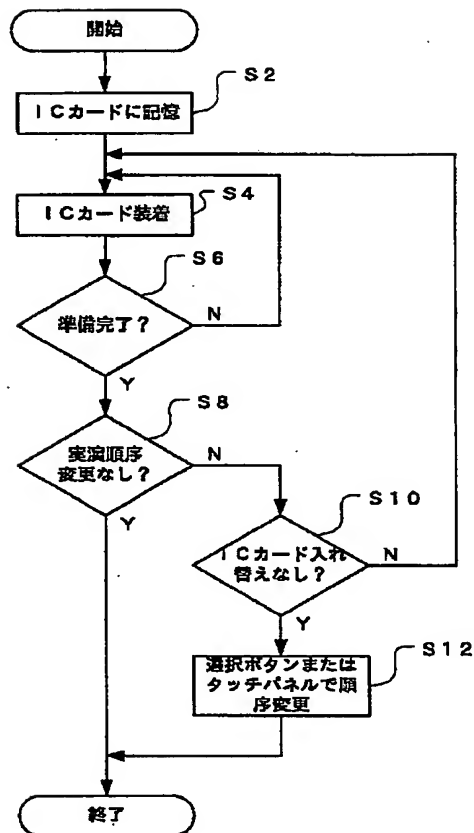 開始
S2
ICカードに記憶
S4
ICカード装着
S6
準備完了?
N
Y
S8
実演順序
変更なし?
N
Y
S10
ICカード入れ
替えなし?
N
Y
S12
選択ボタンまたは
タッチパネルで順
序変更
終了